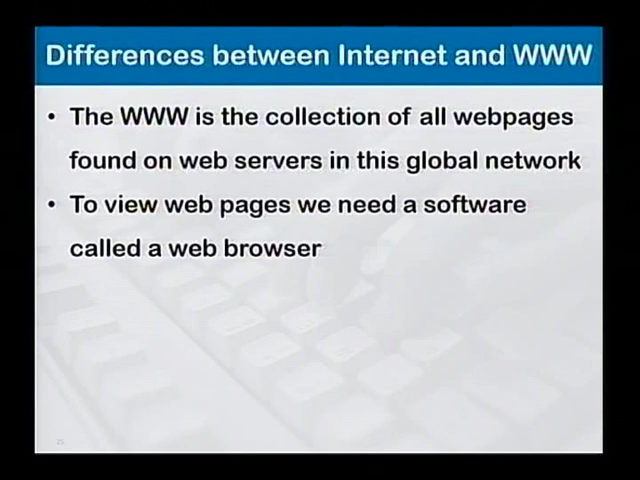 Differences between Internet and WWW
• The WWW is the collection of all webpages
found on web servers in this global network
• To view web pages we need a software
called a web browser
25